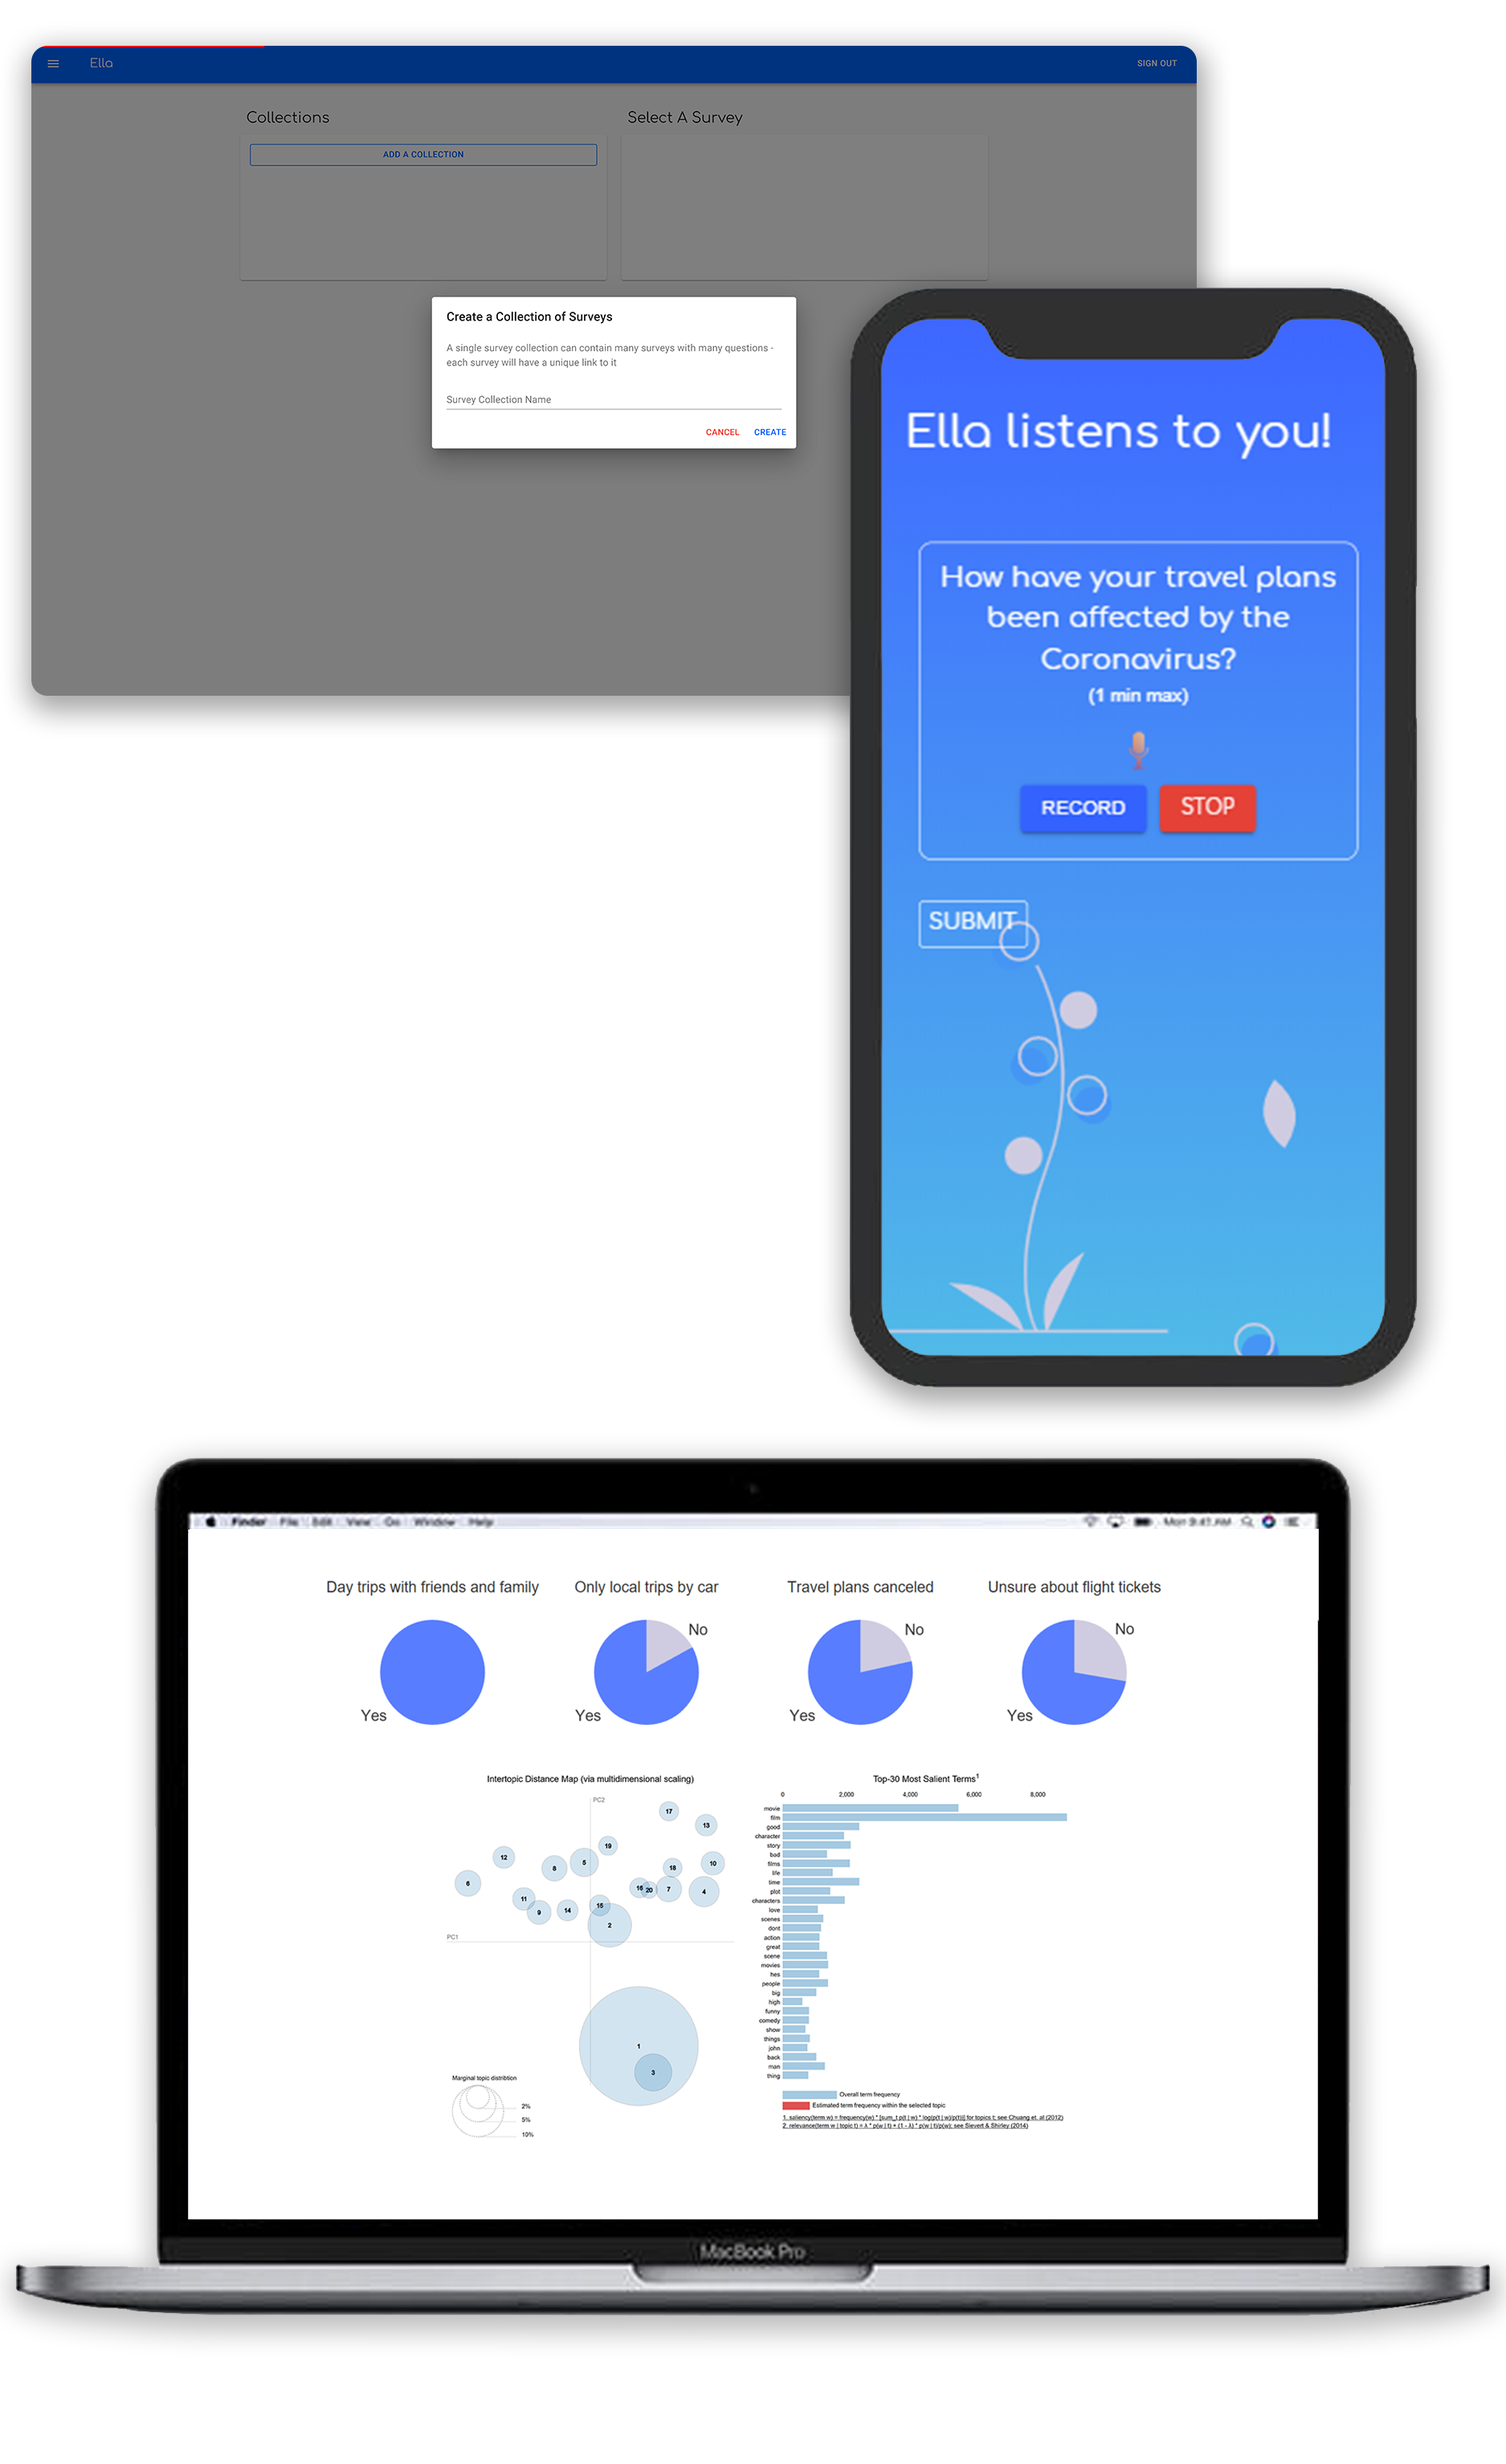 Ella
SIGN OUT
Collections
Select A Survey
ADD A COLLECTION
Create a Collection of Surveys
A single survey collection can contain many surveys with many questions -
each survey will have a unique link to it
Survey Collection Name
CANCEL
CREATE
Ella listens to you!
How have your travel plans
been affected by the
Coronavirus?
(1 min max)
RECORD
STOP
SUBMIT
Finder File Edit View Go Window Help
Mon 9:41 AM
Day trips with friends and family
Only local trips by car
Travel plans canceled
Unsure about flight tickets
Yes
No
Yes
No
Yes
No
Yes
Intertopic Distance Map (via multidimensional scaling)
PC2
17
13
19
12
5
8
18
10
6
16
20
7
4
11
15
9
14
2
PC1
1
3
Marginal topic distribtion
2%
5%
10%
Top-30 Most Salient Terms1
0
2,000
4,000
6,000
8,000
movie
film
good
character
story
bad
films
life
time
plot
characters
love
scenes
dont
action
great
scene
movies
hes
people
big
high
funny
comedy
show
things
john
back
man
thing
Overall term frequency
Estimated term frequency within the selected topic
1. saliency(term w) = frequency(w) * [sum_t p(t | w) * log(p(t | w)/p(t))] for topics t; see Chuang et. al (2012)
2. relevance(term w | topic t) = λ * p(w | t) + (1 - λ) * p(w | t)/p(w); see Sievert & Shirley (2014)
MacBook Pro